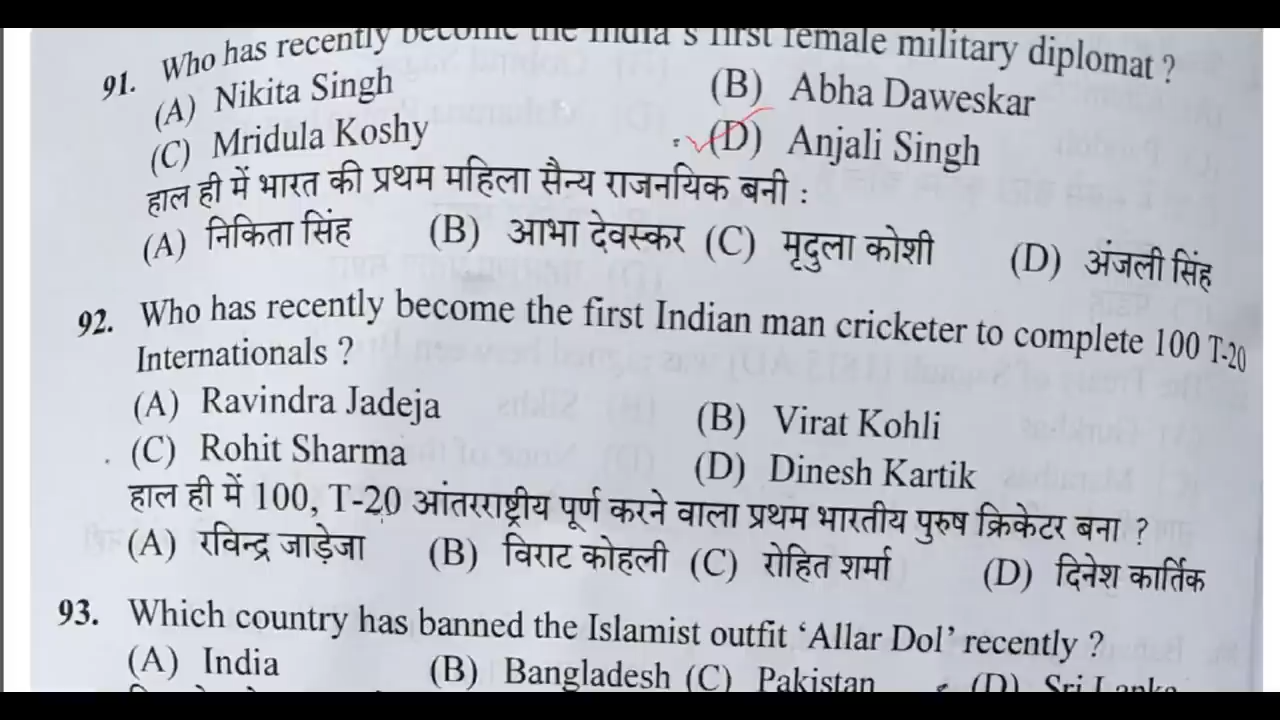 91. Who has recently become the India's first female military diplomat ?
(A) Nikita Singh (B) Abha Daweskar
(C) Mridula Koshy (D) Anjali Singh
हाल ही में भारत की प्रथम महिला सैन्य राजनयिक बनी :
(A) निकिता सिंह (B) आभा देवस्कर (C) मृदुला कोशी (D) अंजली सिंह
92. Who has recently become the first Indian man cricketer to complete 100 T-20
Internationals ?
(A) Ravindra Jadeja (B) Virat Kohli
(C) Rohit Sharma (D) Dinesh Kartik
हाल ही में 100, T-20 आंतरराष्ट्रीय पूर्ण करने वाला प्रथम भारतीय पुरुष क्रिकेटर बना ?
(A) रविन्द्र जाड़ेजा (B) विराट कोहली (C) रोहित शर्मा (D) दिनेश कार्तिक
93. Which country has banned the Islamist outfit 'Allar Dol' recently ?
(A) India (B) Bangladesh (C) Pakistan (D) Sri Lanka